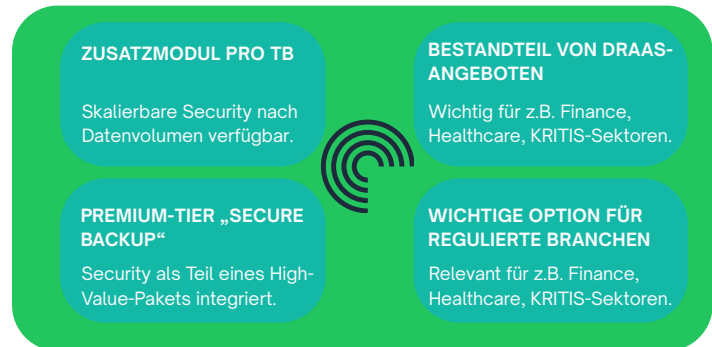 ZUSATZMODUL PRO TB
Skalierbare Security nach
Datenvolumen verfügbar.
BESTANDTEIL VON DRAAS-
ANGEBOTEN
Wichtig für z.B. Finance,
Healthcare, KRITIS-Sektoren.
PREMIUM-TIER „SECURE
BACKUP“
Security als Teil eines High-
Value-Pakets integriert.
WICHTIGE OPTION FÜR
REGULIERTE BRANCHEN
Relevant für z.B. Finance,
Healthcare, KRITIS-Sektoren.